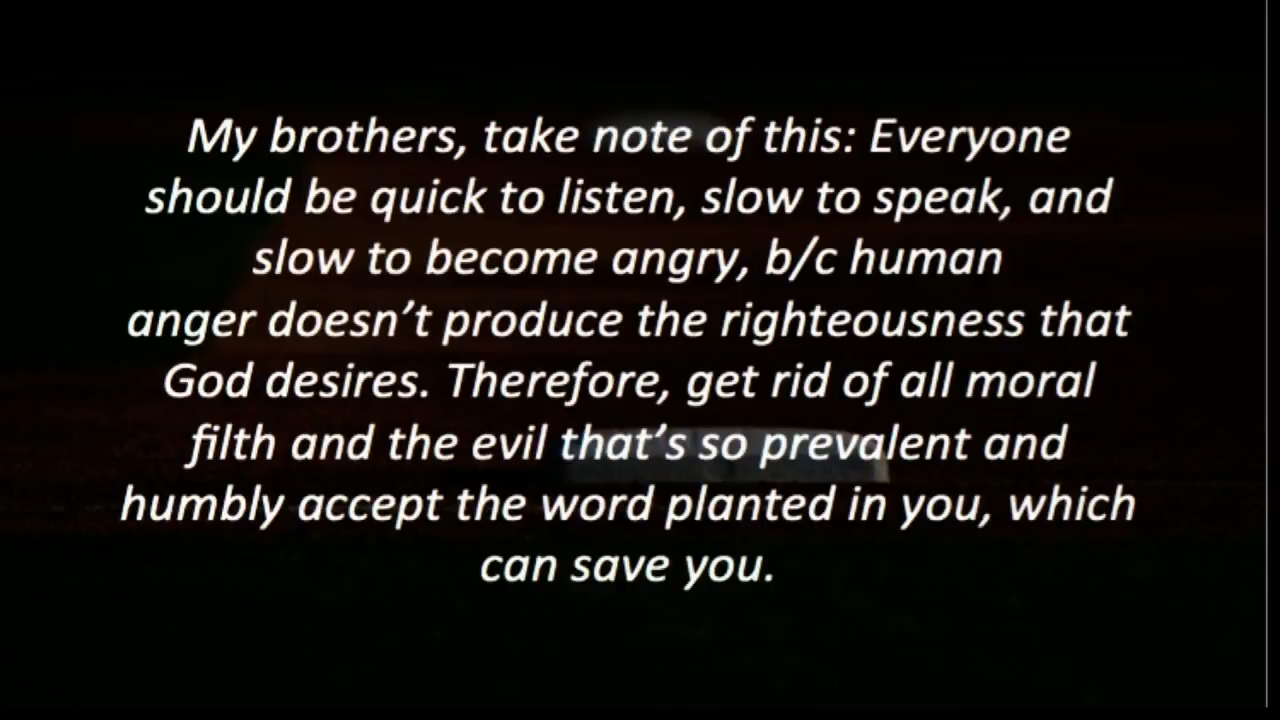 My brothers, take note of this: Everyone
should be quick to listen, slow to speak, and
slow to become angry, b/c human
anger doesn’t produce the righteousness that
God desires. Therefore, get rid of all moral
filth and the evil that’s so prevalent and
humbly accept the word planted in you, which
can save you.